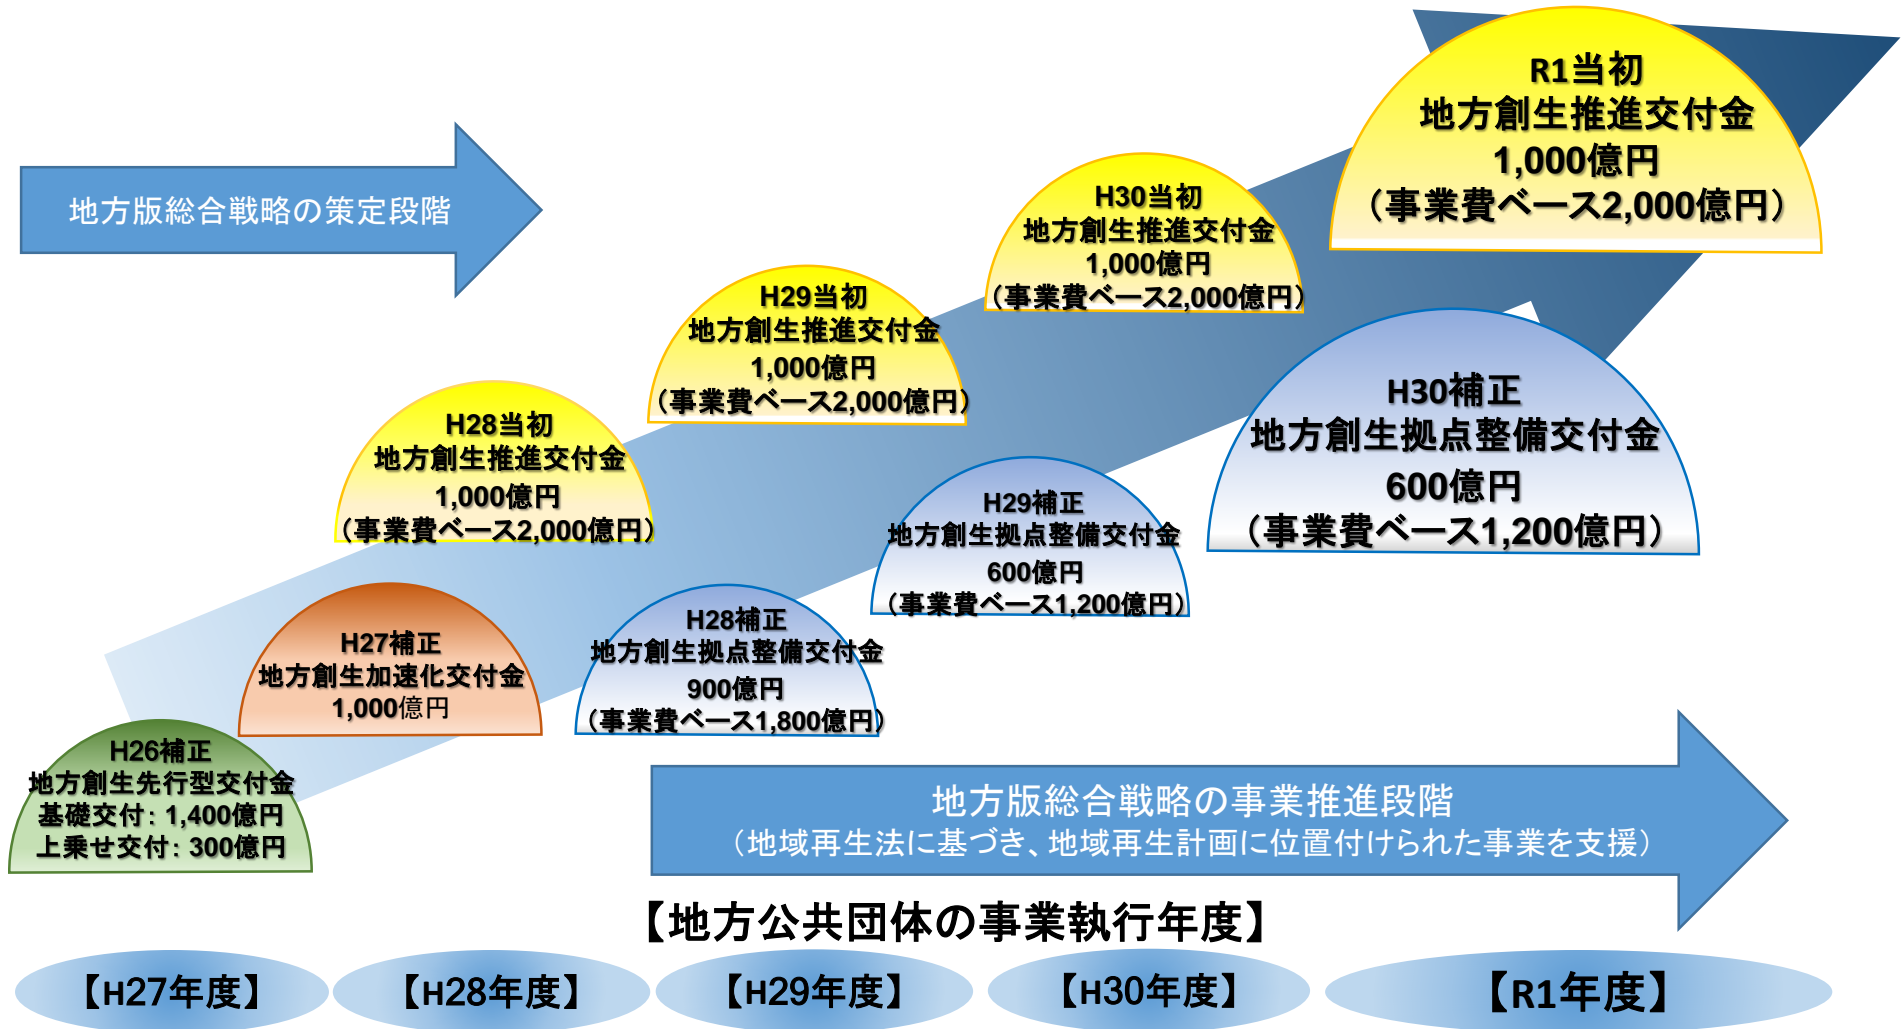 R1当初
地方創生推進交付金
1,000億円
（事業費ベース2,000億円）
地方版総合戦略の策定段階
H30当初
地方創生推進交付金
1,000億円
（事業費ベース2,000億円）
H29当初
地方創生推進交付金
1,000億円
（事業費ベース2,000億円）
H28当初
地方創生推進交付金
1,000億円
（事業費ベース2,000億円）
H30補正
地方創生拠点整備交付金
600億円
（事業費ベース1,200億円）
H29補正
地方創生拠点整備交付金
600億円
（事業費ベース1,200億円）
H28補正
地方創生拠点整備交付金
900億円
（事業費ベース1,800億円）
H27補正
地方創生加速化交付金
1,000億円
H26補正
地方創生先行型交付金
基礎交付：1,400億円
上乗せ交付：300億円
地方版総合戦略の事業推進段階
（地域再生法に基づき、地域再生計画に位置付けられた事業を支援）
【地方公共団体の事業執行年度】
【H27年度】
【H28年度】
【H29年度】
【H30年度】
【R1年度】